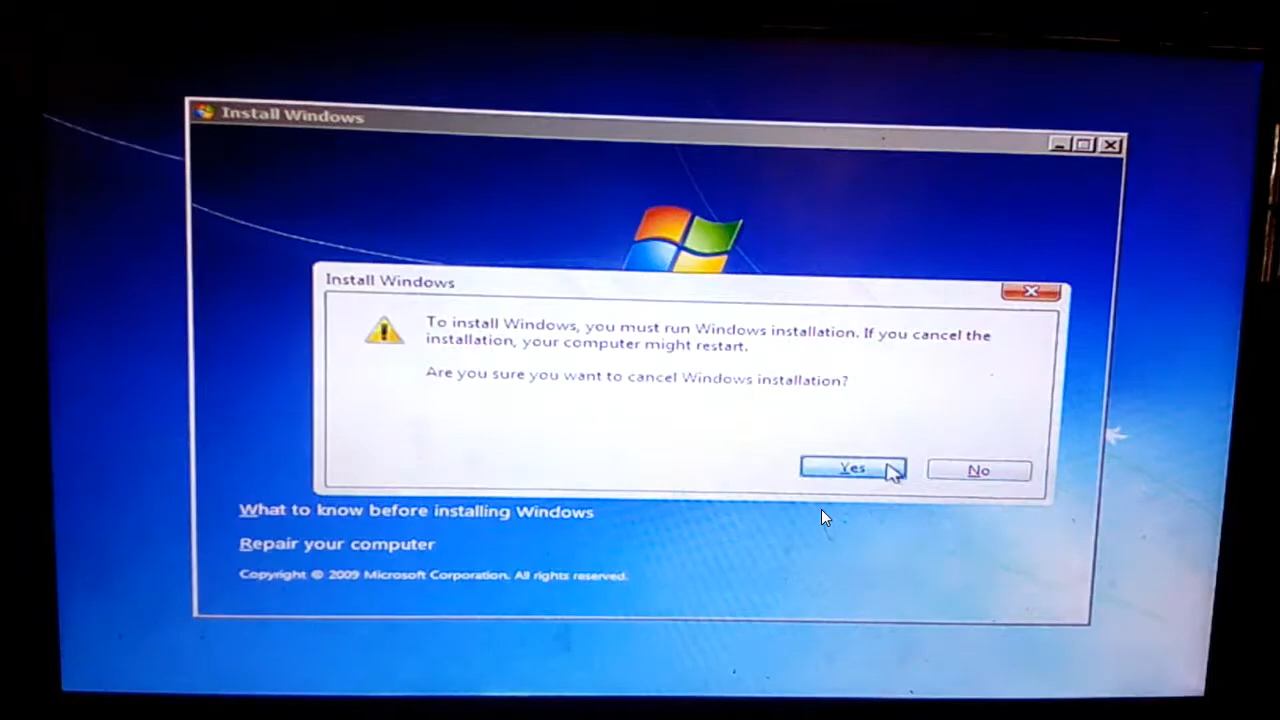 Install Windows
Install Windows
To install Windows, you must run Windows installation. If you cancel the
installation, your computer might restart.
Are you sure you want to cancel Windows installation?
Yes
No
What to know before installing Windows
Repair your computer
Copyright © 2009 Microsoft Corporation. All rights reserved.